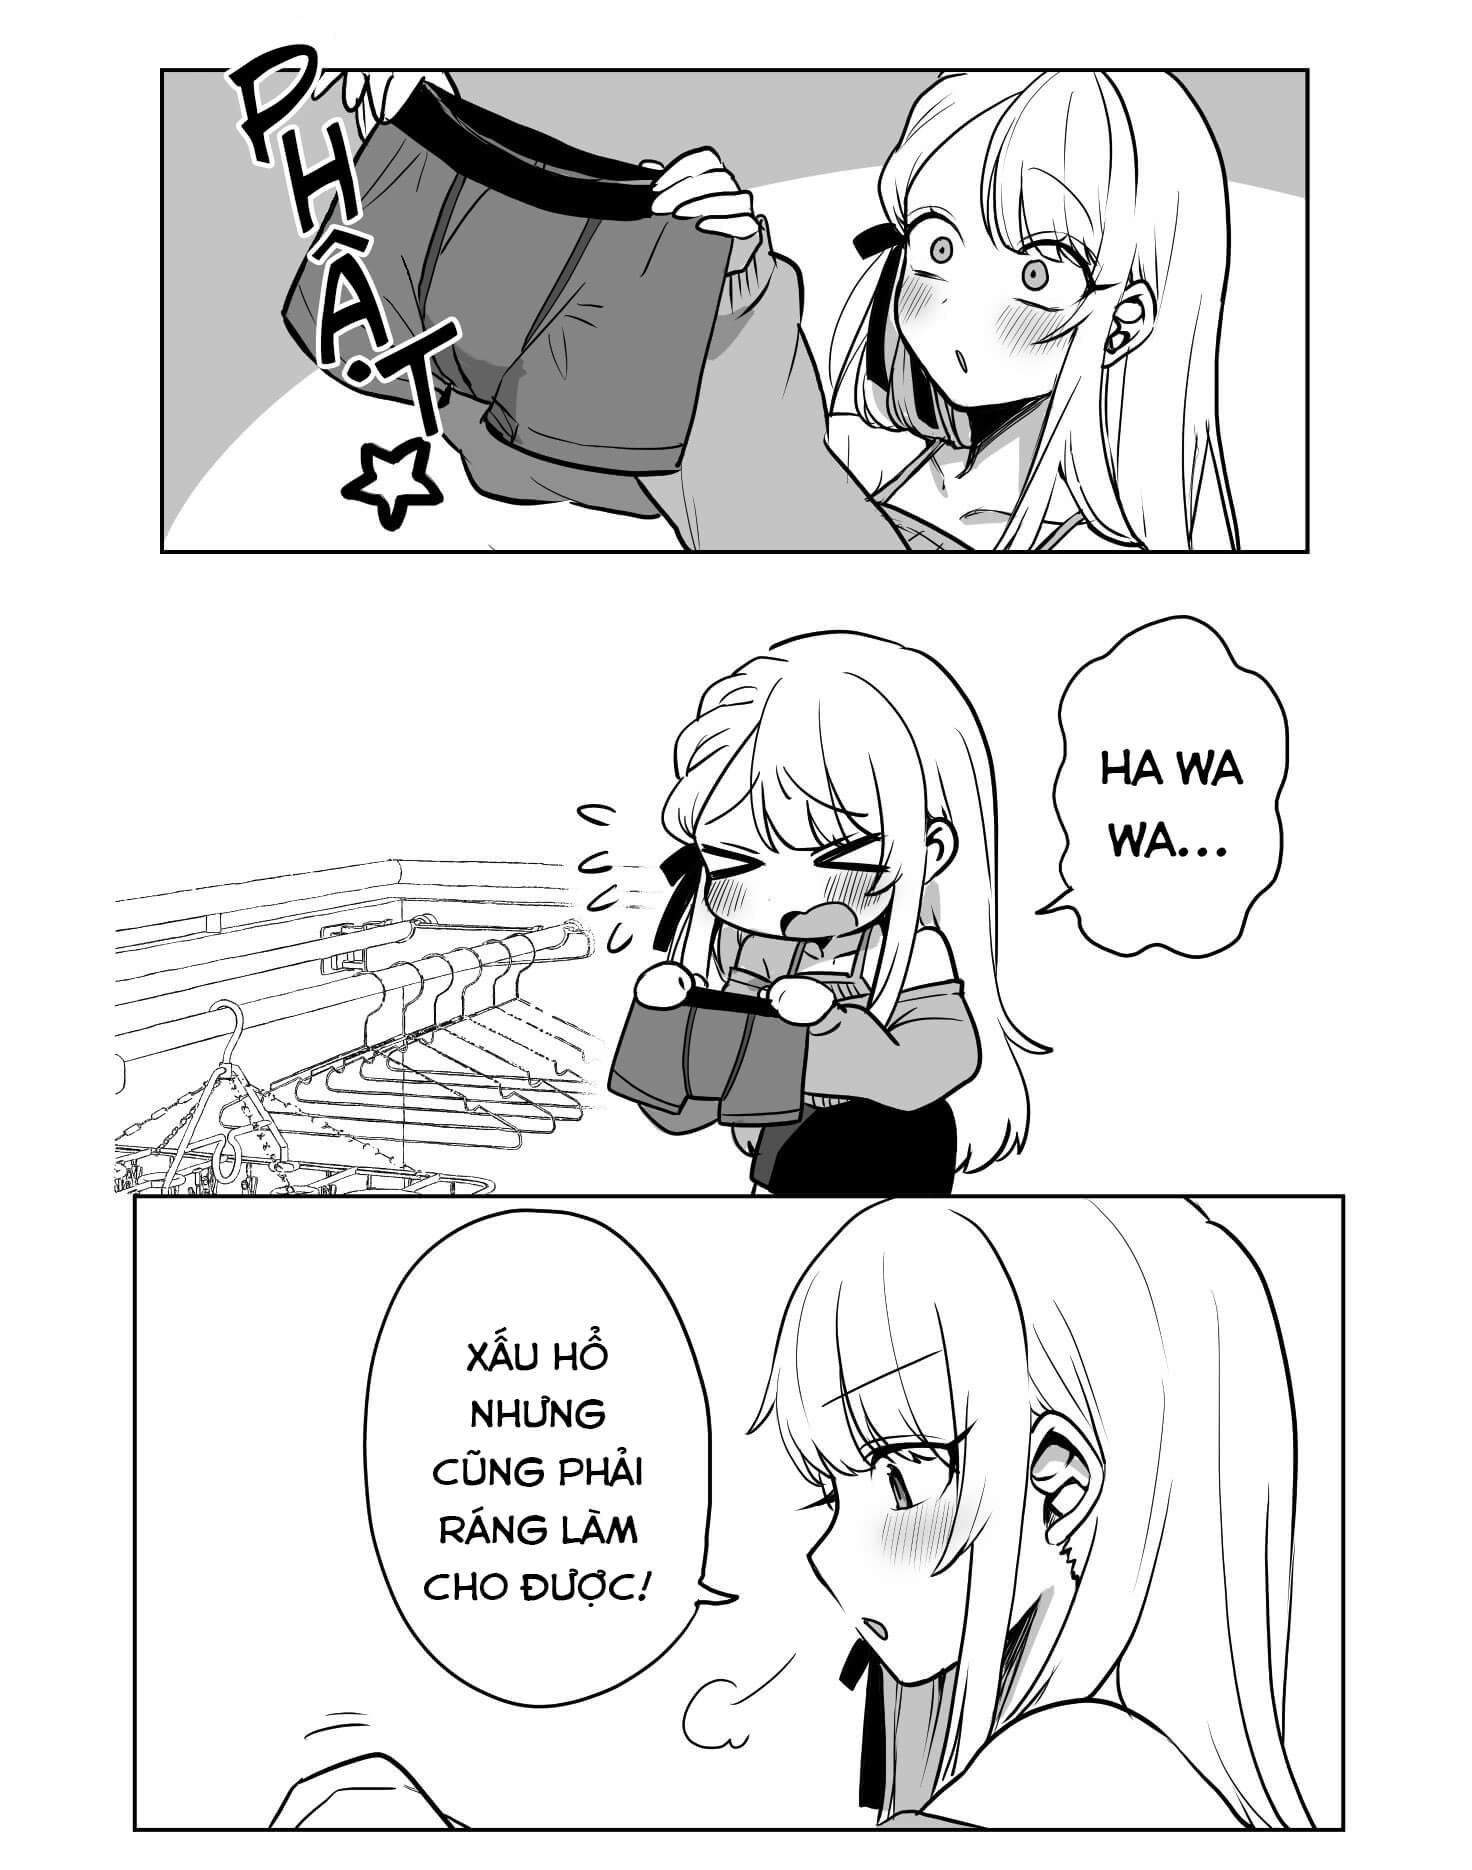 PHẬT
HA WA
WA...
XẤU HỔ
NHƯNG
CŨNG PHẢI
RÁNG LÀM
CHO ĐƯỢC!